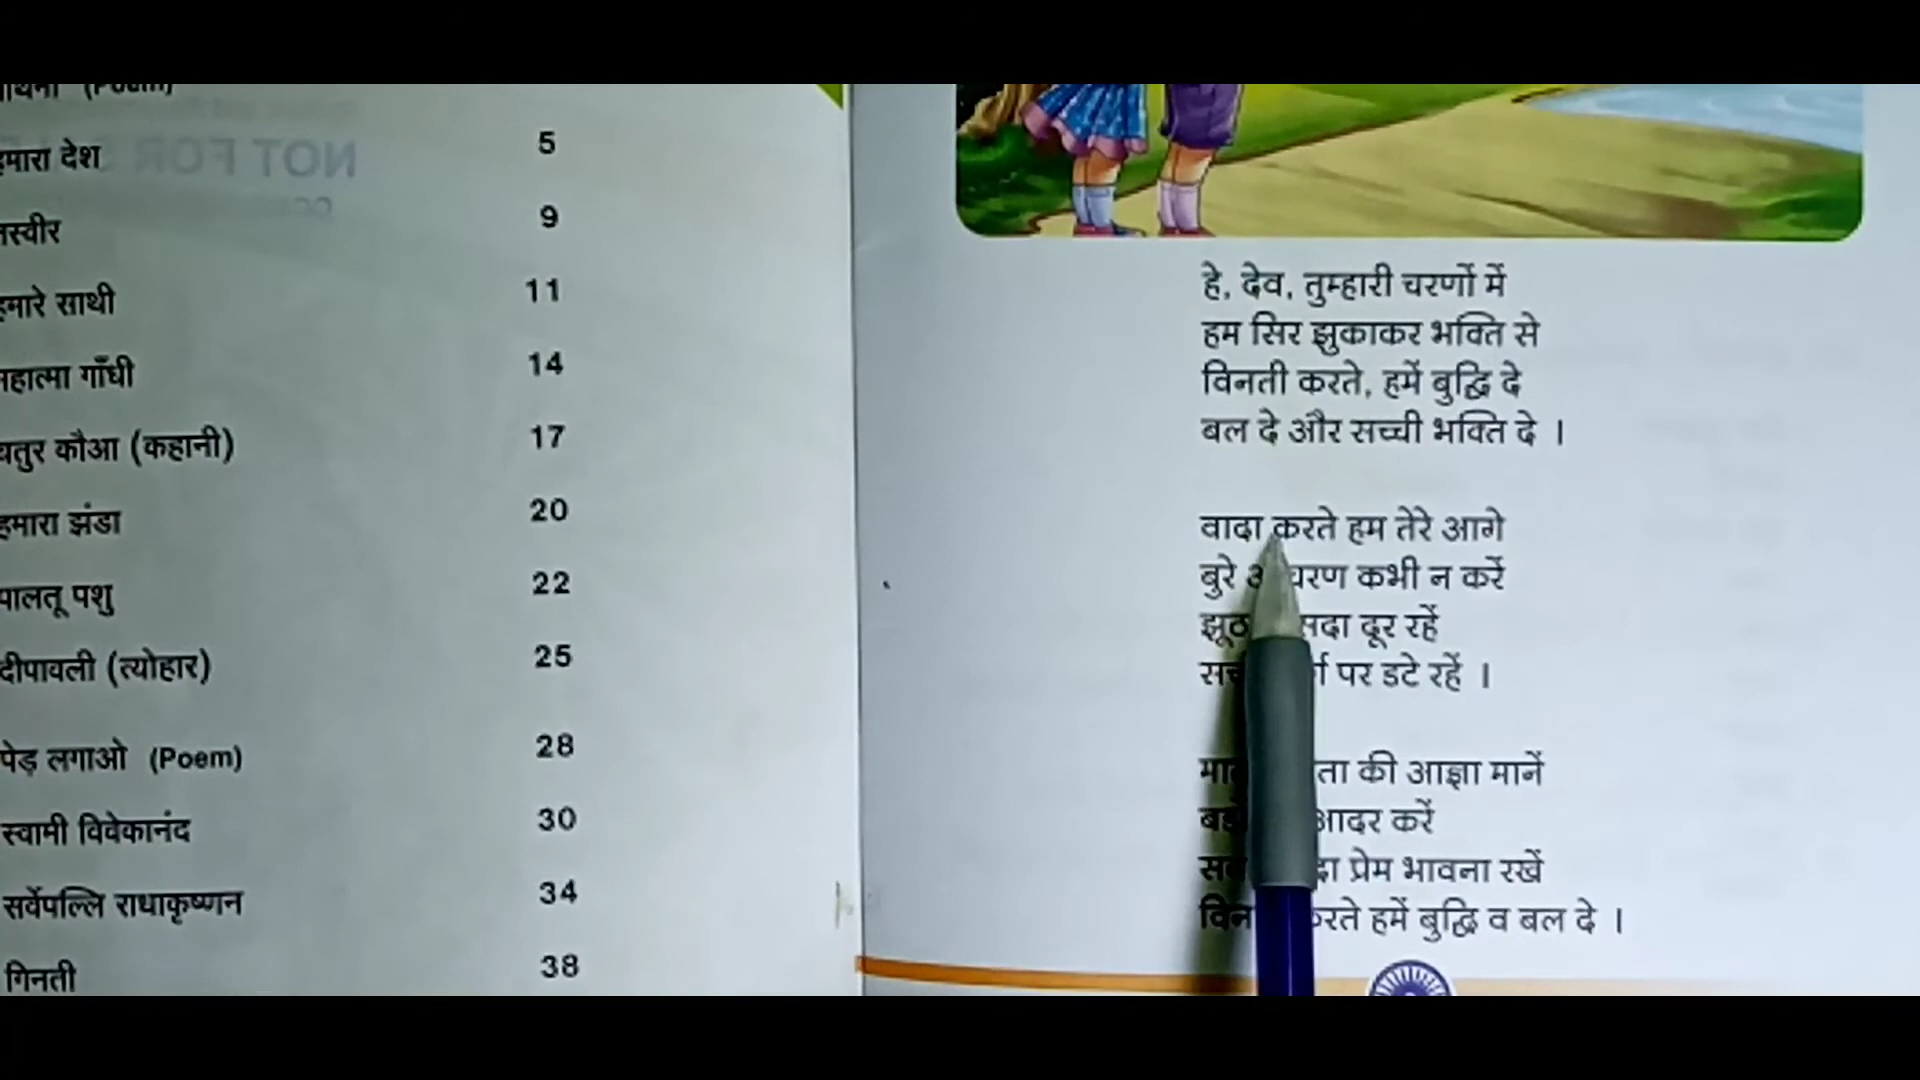 (Poem)
हमारा देश 5
तस्वीर 9
हमारे साथी 11
महात्मा गाँधी 14
चतुर कौआ (कहानी) 17
हमारा झंडा 20
पालतू पशु 22
दीपावली (त्योहार) 25
पेड़ लगाओ (Poem) 28
स्वामी विवेकानंद 30
सर्वेपल्लि राधाकृष्णन 34
गिनती 38
हे, देव, तुम्हारी चरणों में
हम सिर झुकाकर भक्ति से
विनती करते, हमें बुद्धि दे
बल दे और सच्ची भक्ति दे ।
वादा करते हम तेरे आगे
बुरे कभी न करें
सदा दूर रहें
पर डटे रहें ।
की आज्ञा मानें
आदर करें
प्रेम भावना रखें
करते हमें बुद्धि व बल दे ।